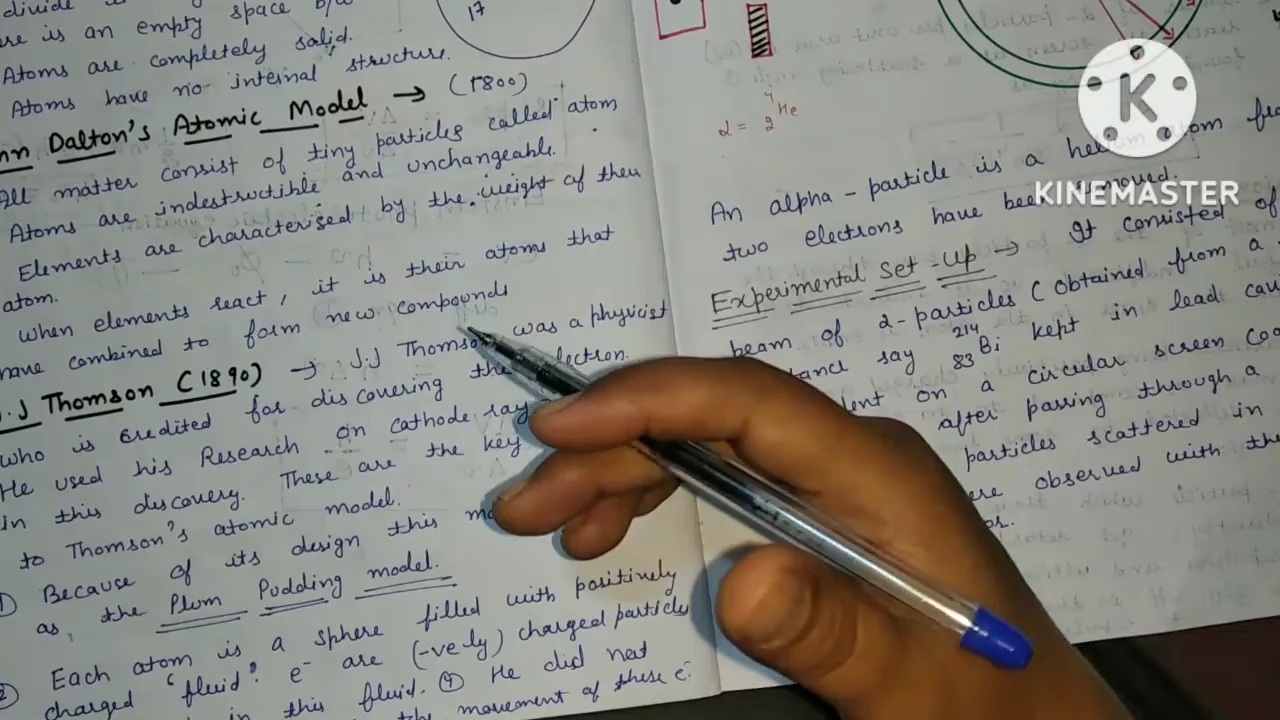 divide
ere is an empty space b/w
Atoms are completely solid.
Atoms have no internal structure.
17
Dalton's Atomic Model → (1800)
All matter consist of tiny particles called atom
Atoms are indestructible and unchangeable.
Elements are characterised by the weight of their
atom.
when elements react, it is their atoms that
have combined to form new compounds
J.J Thomson (1890) → J.J Thomson was a physicist
who is credited for discovering the electron.
He used his Research on cathode ray
in this discovery. These are the key
to Thomson's atomic model.
① Because of its design this
as the Plum Pudding model.
② Each atom is a sphere filled with positively
charged 'fluid'. e⁻ are (-vely) charged particle
in this fluid. ④ He did not
the movement of these e⁻
α = ⁴₂He
An alpha-particle is a helium atom from
two electrons have been removed.
Experimental Set-Up → It consisted of
beam of α-particles (obtained from a
say ²¹⁴₈₃Bi kept in lead
on a circular screen
after passing through a
particles scattered in
observed with the
K
KINEMASTER